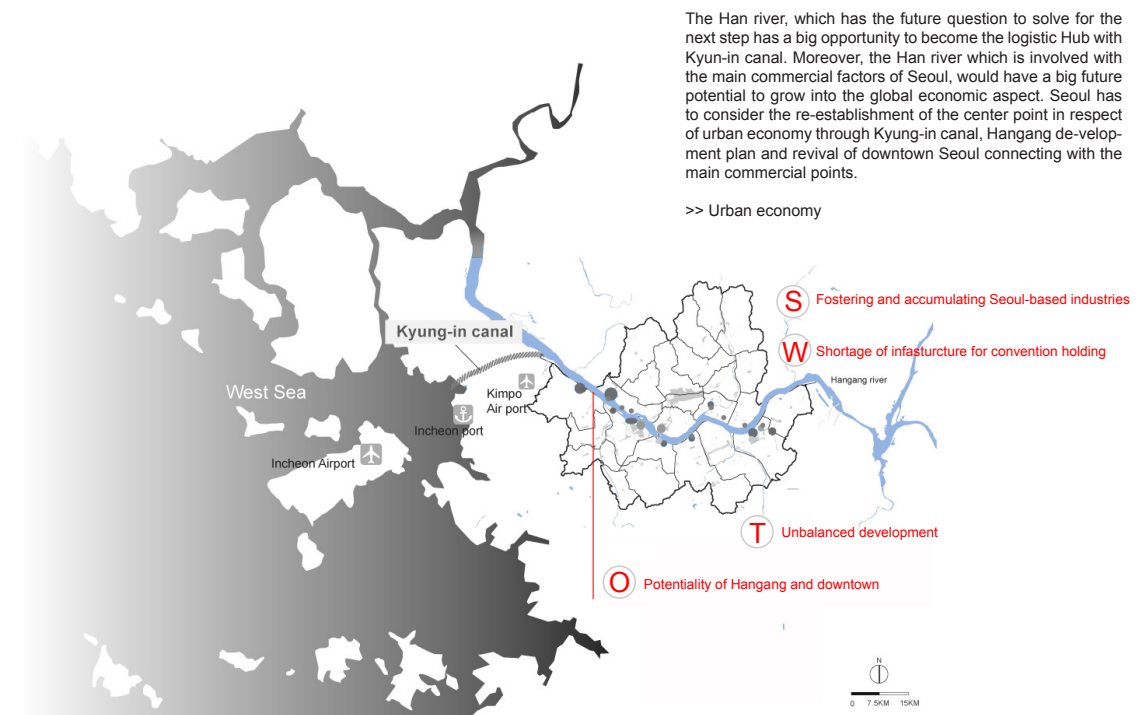 The Han river, which has the future question to solve for the
next step has a big opportunity to become the logistic Hub with
Kyun-in canal. Moreover, the Han river which is involved with
the main commercial factors of Seoul, would have a big future
potential to grow into the global economic aspect. Seoul has
to consider the re-establishment of the center point in respect
of urban economy through Kyung-in canal, Hangang de-velop-
ment plan and revival of downtown Seoul connecting with the
main commercial points.
>> Urban economy
S Fostering and accumulating Seoul-based industries
Kyung-in canal
W Shortage of infasturcture for convention holding
Hangang river
West Sea
Kimpo
Air port
Incheon port
Incheon Airport
T Unbalanced development
O Potentiality of Hangang and downtown
N
0 7.5KM 15KM